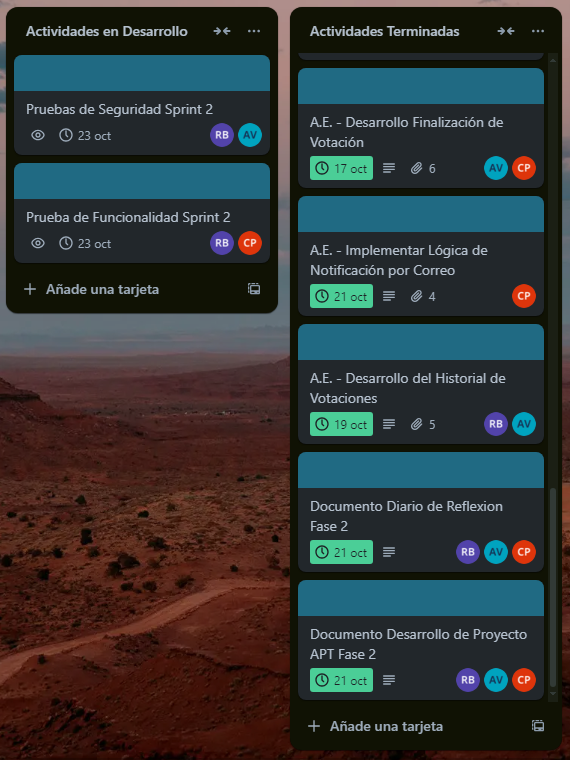 Actividades en Desarrollo
Pruebas de Seguridad Sprint 2
23 oct
RB AV
Prueba de Funcionalidad Sprint 2
23 oct
RB CP
Añade una tarjeta
Actividades Terminadas
A.E. - Desarrollo Finalización de
Votación
17 oct 6
AV CP
A.E. - Implementar Lógica de
Notificación por Correo
21 oct 4
CP
A.E. - Desarrollo del Historial de
Votaciones
19 oct 5
RB AV
Documento Diario de Reflexion
Fase 2
21 oct
RB AV CP
Documento Desarrollo de Proyecto
APT Fase 2
21 oct
RB AV CP
Añade una tarjeta